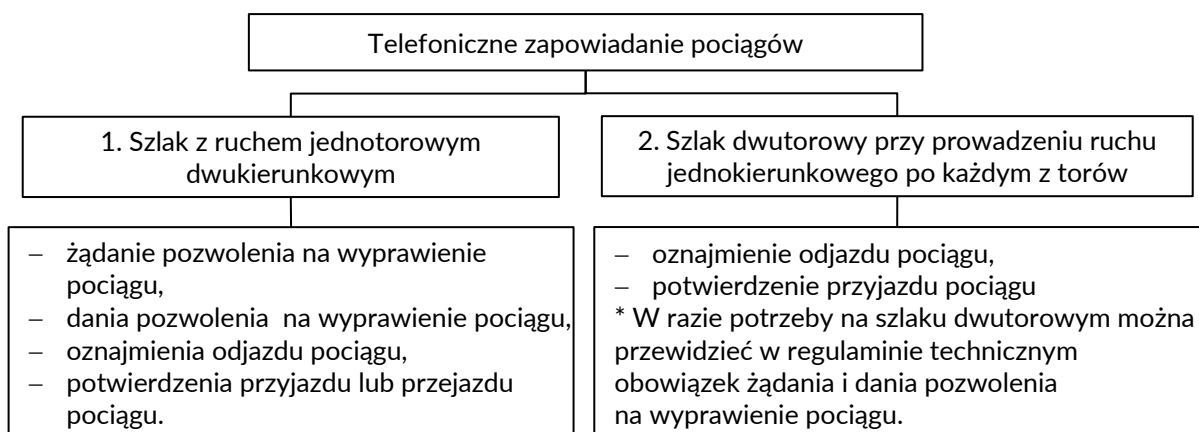 Telefoniczne zapowiadanie pociągów
1. Szlak z ruchem jednotorowym
dwukierunkowym
2. Szlak dwutorowy przy prowadzeniu ruchu
jednokierunkowego po każdym z torów
– żądanie pozwolenia na wyprawienie
pociągu,
– dania pozwolenia na wyprawienie pociągu,
– oznajmienia odjazdu pociągu,
– potwierdzenia przyjazdu lub przejazdu
pociągu.
– oznajmienie odjazdu pociągu,
– potwierdzenie przyjazdu pociągu
* W razie potrzeby na szlaku dwutorowym można
przewidzieć w regulaminie technicznym
obowiązek żądania i dania pozwolenia
na wyprawienie pociągu.